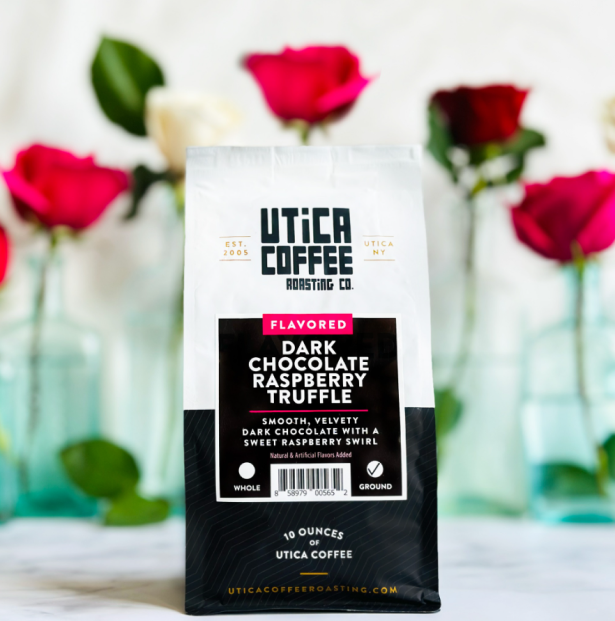 UTiCA
COFFEE
ROASTiNG CO.
EST.
2005
UTICA
NY
FLAVORED
DARK
CHOCOLATE
RASPBERRY
TRUFFLE
SMOOTH, VELVETY
DARK CHOCOLATE WITH A
SWEET RASPBERRY SWIRL
Natural & Artificial Flavors Added
WHOLE
GROUND
8 58979 00565 2
10 OUNCES
OF
UTICA COFFEE
UTICACOFFEEROASTING.COM